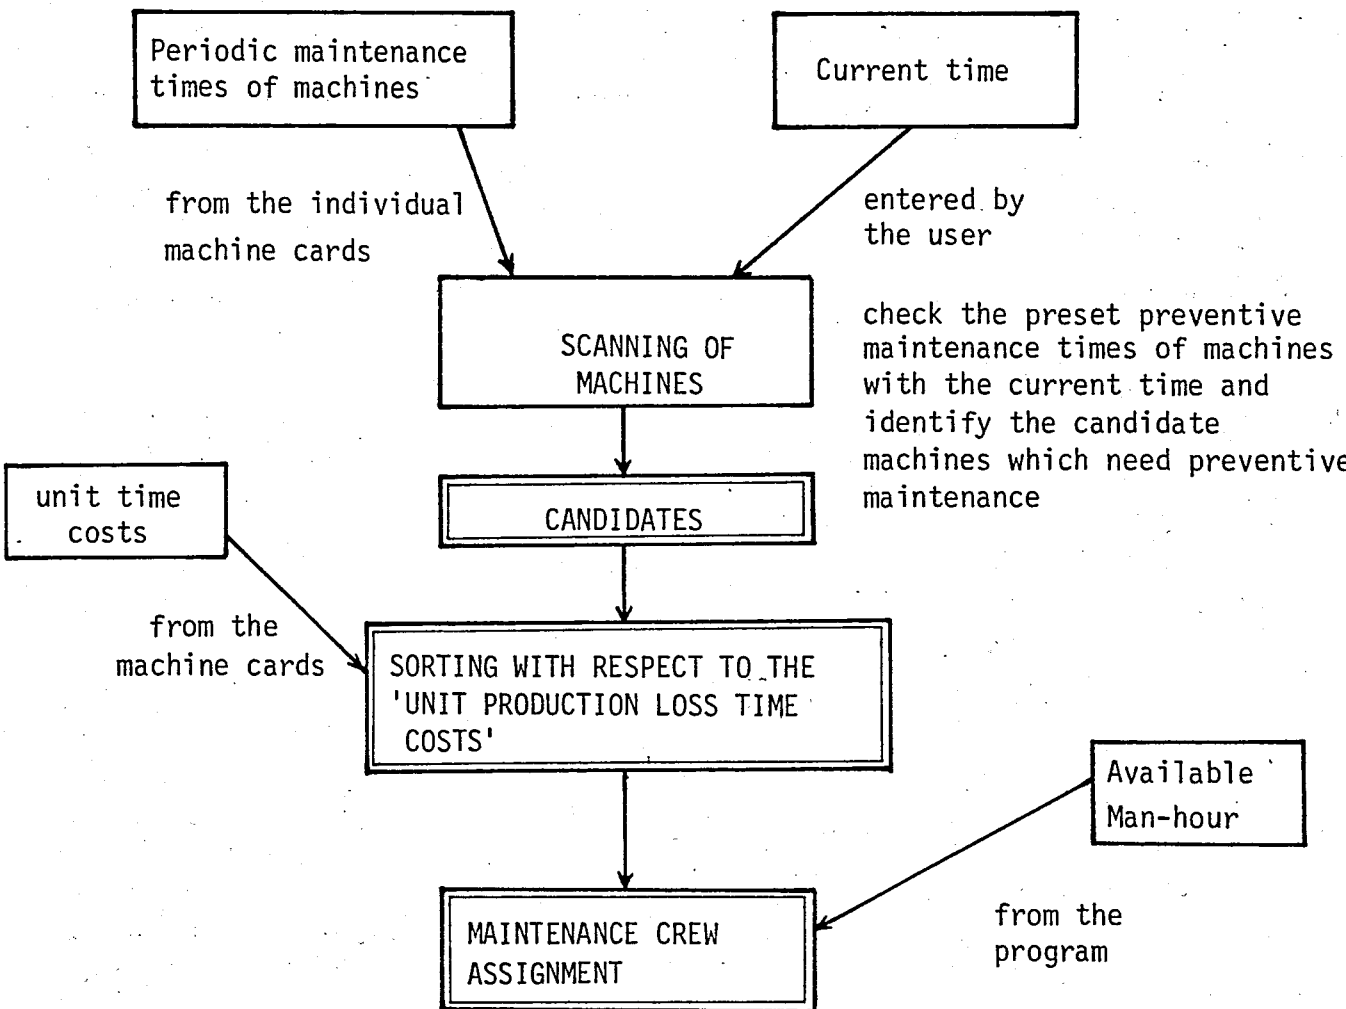 Periodic maintenance
times of machines
Current time
from the individual
machine cards
entered by
the user
SCANNING OF
MACHINES
check the preset preventive
maintenance times of machines
with the current time and
identify the candidate
machines which need preventive
maintenance
unit time
costs
CANDIDATES
from the
machine cards
SORTING WITH RESPECT TO THE
'UNIT PRODUCTION LOSS TIME
COSTS'
Available
Man-hour
MAINTENANCE CREW
ASSIGNMENT
from the
program